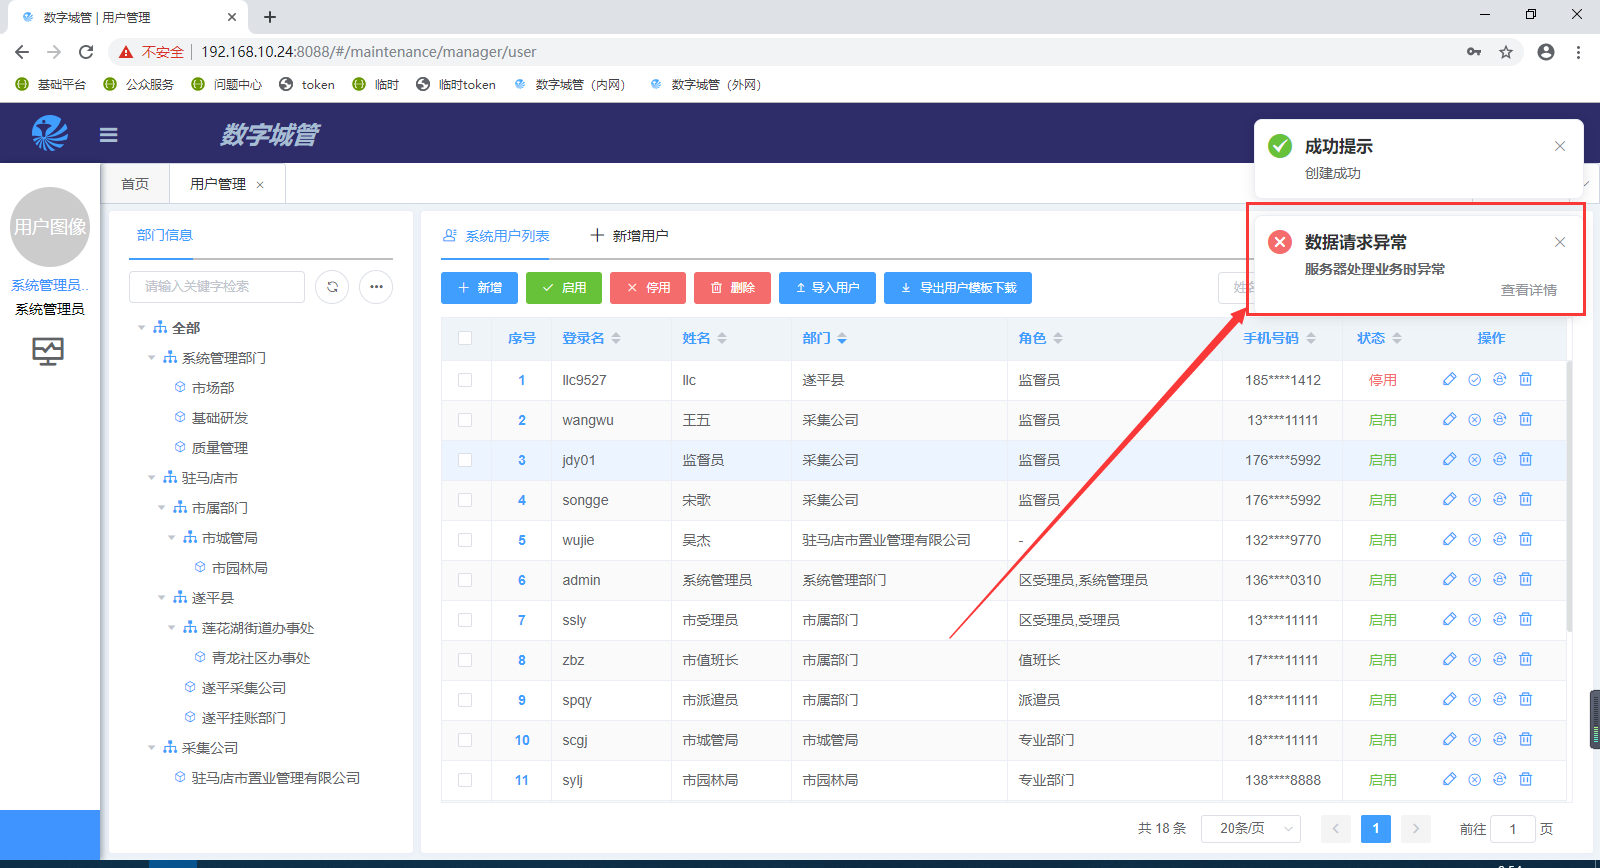 数字城管 | 用户管理
不安全 192.168.10.24:8088/#/maintenance/manager/user
基础平台 公众服务 问题中心 token 临时 临时token 数字城管（内网） 数字城管（外网）
数字城管
成功提示
创建成功
数据请求异常
服务器处理业务时异常
查看详情
首页 用户管理
用户图像
系统管理员..
系统管理员
部门信息
请输入关键字检索
全部
系统管理部门
市场部
基础研发
质量管理
驻马店市
市属部门
市城管局
市园林局
遂平县
莲花湖街道办事处
青龙社区办事处
遂平采集公司
遂平挂账部门
采集公司
驻马店市置业管理有限公司
系统用户列表 新增用户
新增 启用 停用 删除 导入用户 导出用户模板下载
序号 登录名 姓名 部门 角色 手机号码 状态 操作
1 llc9527 llc 遂平县 监督员 185****1412 停用
2 wangwu 王五 采集公司 监督员 13****11111 启用
3 jdy01 监督员 采集公司 监督员 176****5992 启用
4 songge 宋歌 采集公司 监督员 176****5992 启用
5 wujie 吴杰 驻马店市置业管理有限公司 - 132****9770 启用
6 admin 系统管理员 系统管理部门 区受理员,系统管理员 136****0310 启用
7 ssly 市受理员 市属部门 区受理员,受理员 13****11111 启用
8 zbz 市值班长 市属部门 值班长 17****11111 启用
9 spqy 市派遣员 市属部门 派遣员 18****11111 启用
10 scgj 市城管局 市城管局 专业部门 18****11111 启用
11 sylj 市园林局 市园林局 专业部门 138****8888 启用
共 18 条 20条/页 1 前往 1 页